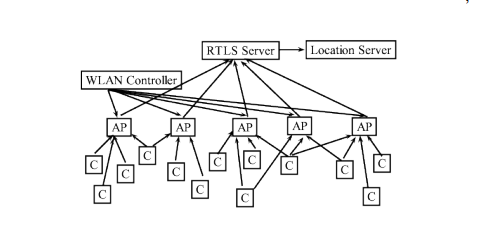 ,
RTLS Server
Location Server
WLAN Controller
AP AP AP AP AP
C C C C C C C C
C C
C C C